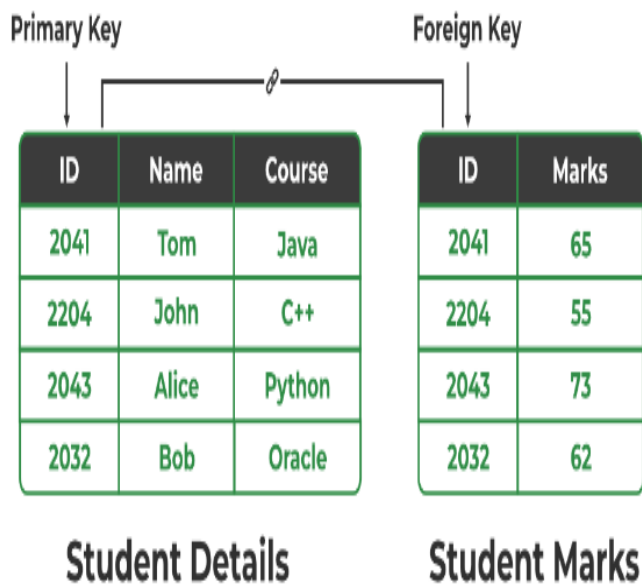 Primary Key
Foreign Key
ID Name Course
2041 Tom Java
2204 John C++
2043 Alice Python
2032 Bob Oracle
Student Details
ID Marks
2041 65
2204 55
2043 73
2032 62
Student Marks